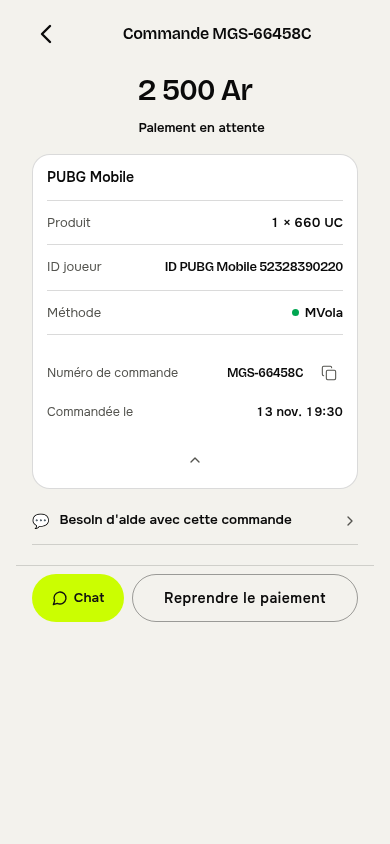 Commande MGS-66458C
2 500 Ar
Paiement en attente
PUBG Mobile
Produit 1 × 660 UC
ID joueur ID PUBG Mobile 52328390220
Méthode MVola
Numéro de commande MGS-66458C
Commandée le 13 nov. 19:30
Besoin d'aide avec cette commande
Chat Reprendre le paiement